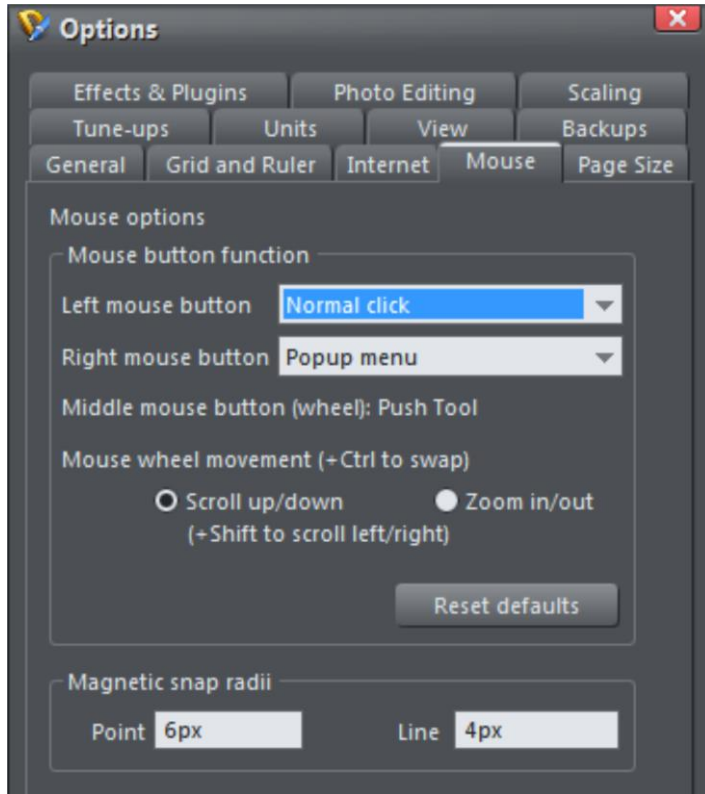 Options
Effects & Plugins Photo Editing Scaling
Tune-ups Units View Backups
General Grid and Ruler Internet Mouse Page Size
Mouse options
Mouse button function
Left mouse button Normal click
Right mouse button Popup menu
Middle mouse button (wheel): Push Tool
Mouse wheel movement (+Ctrl to swap)
Scroll up/down Zoom in/out
(+Shift to scroll left/right)
Reset defaults
Magnetic snap radii
Point 6px Line 4px